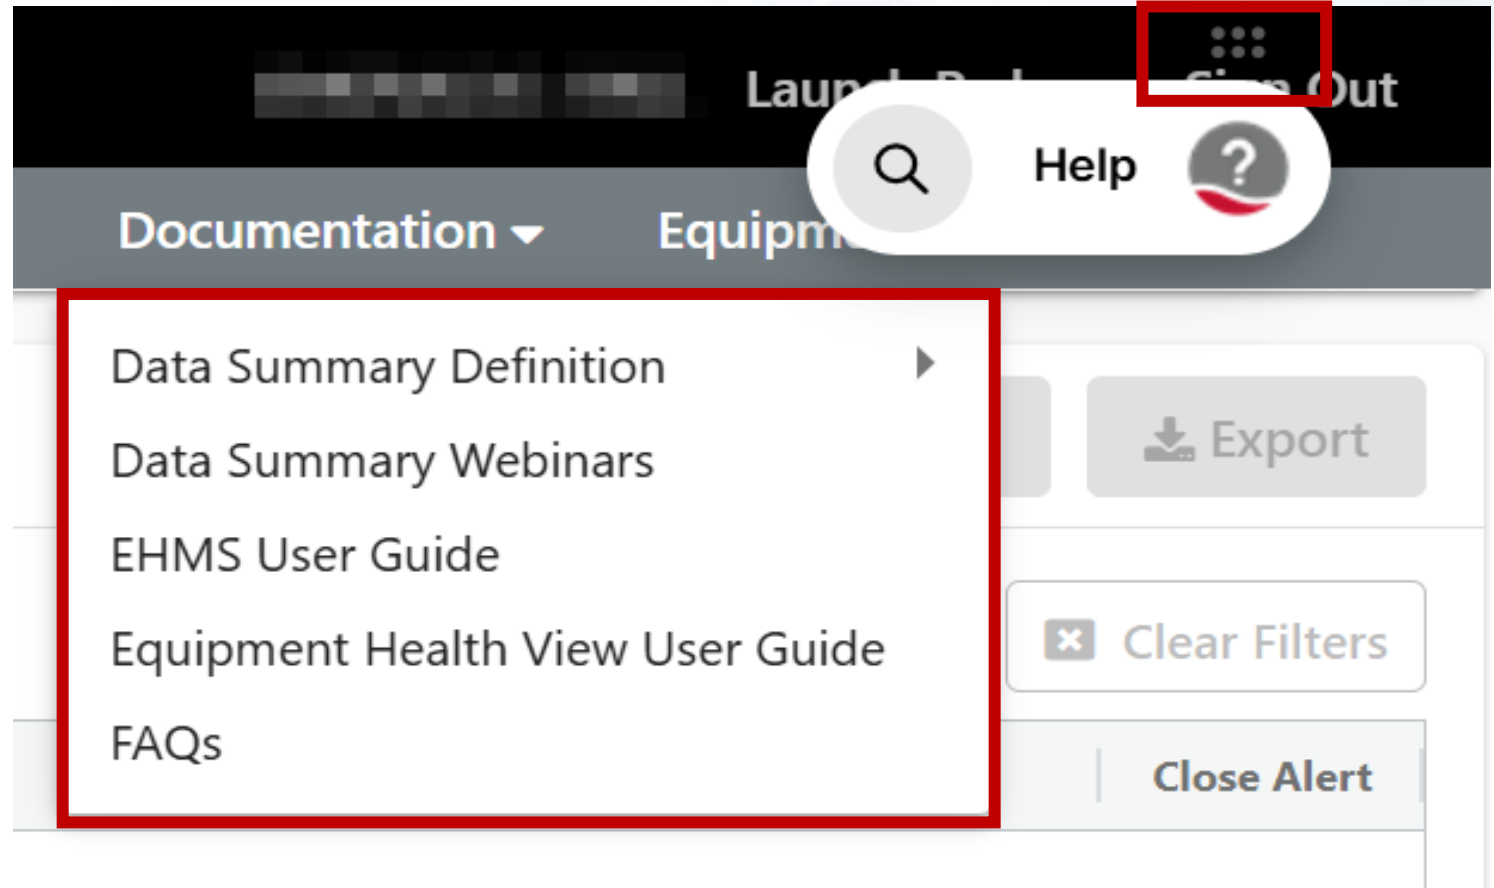 Out
Help
Documentation
Data Summary Definition
Data Summary Webinars
Export
EHMS User Guide
Equipment Health View User Guide
Clear Filters
FAQs
Close Alert